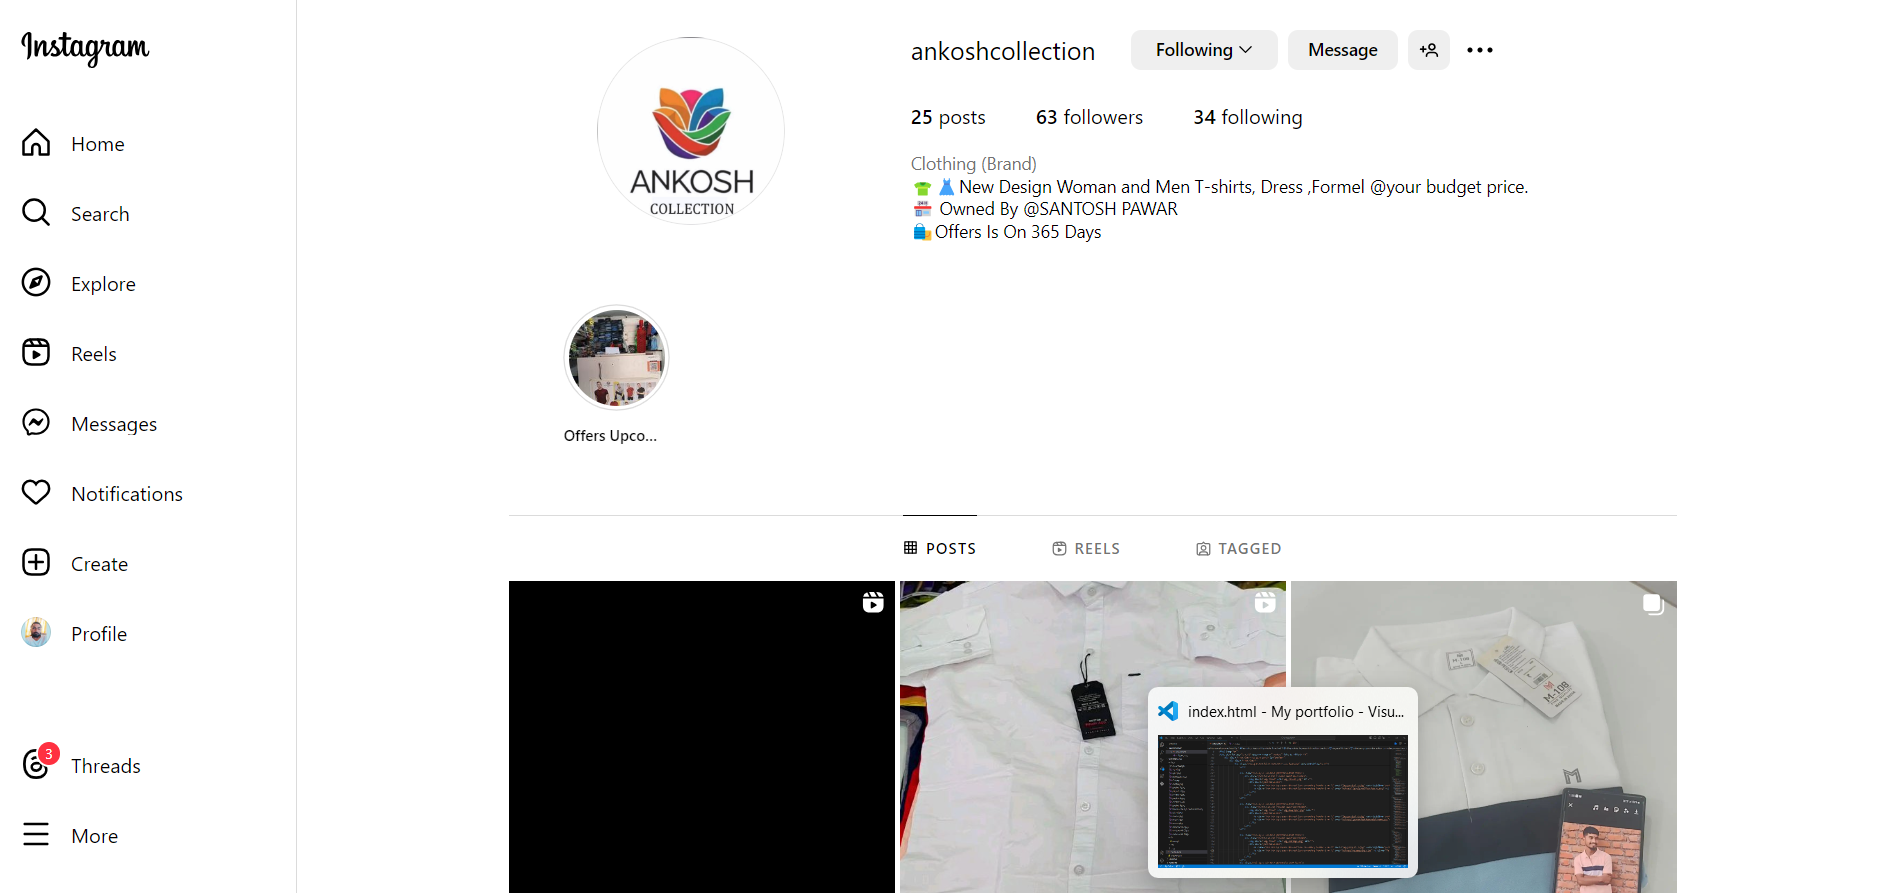 Instagram
Home
Search
Explore
Reels
Messages
Notifications
Create
Profile
3
Threads
More
ANKOSH
COLLECTION
ankoshcollection
Following
Message
25 posts 63 followers 34 following
Clothing (Brand)
👕 👗 New Design Woman and Men T-shirts, Dress ,Formel @your budget price.
🏪 Owned By @SANTOSH PAWAR
🛍️ Offers Is On 365 Days
Offers Upco...
POSTS
REELS
TAGGED
M-108
index.html - My portfolio - Visu...